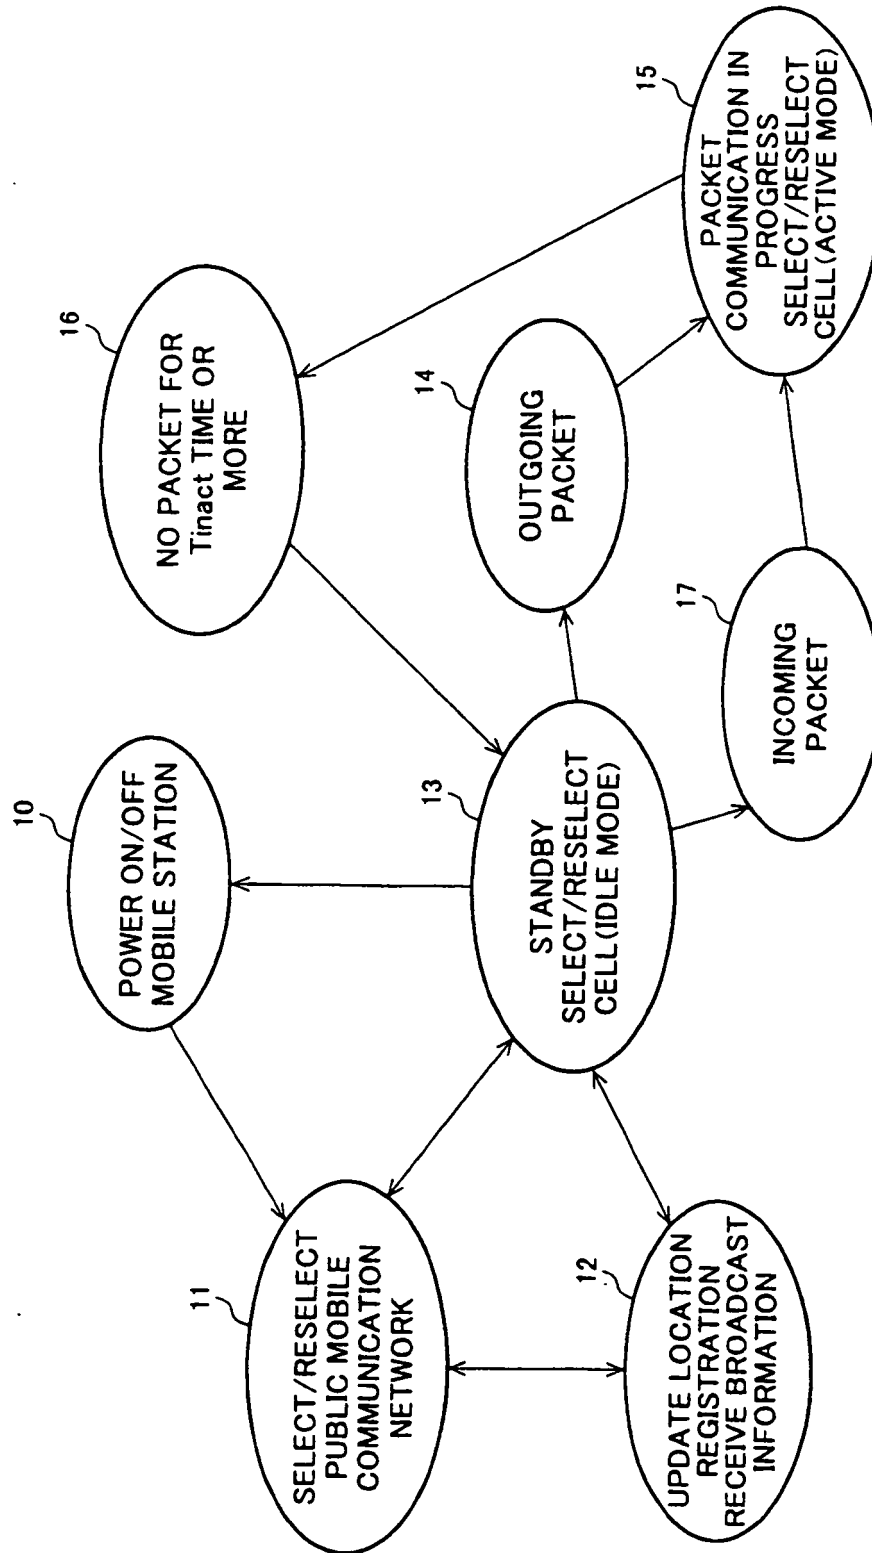 10
POWER ON/OFF
MOBILE STATION
11
SELECT/RESELECT
PUBLIC MOBILE
COMMUNICATION
NETWORK
12
UPDATE LOCATION
REGISTRATION
RECEIVE BROADCAST
INFORMATION
13
STANDBY
SELECT/RESELECT
CELL(IDLE MODE)
14
OUTGOING
PACKET
15
PACKET
COMMUNICATION IN
PROGRESS
SELECT/RESELECT
CELL(ACTIVE MODE)
16
NO PACKET FOR
Tinact TIME OR
MORE
17
INCOMING
PACKET